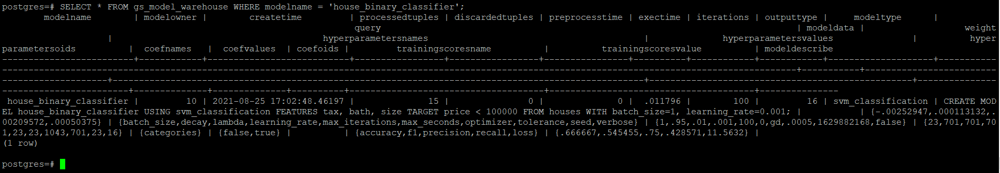 postgres=# SELECT * FROM gs_model_warehouse WHERE modelname = 'house_binary_classifier';
        modelname         | modelowner |         createtime         | processedtuples | discardedtuples | preprocesstime | exectime | iterations | outputtype |     modeltype      |
                                                                 query                                                                              | modeldata |                       weight
                    |                                       hyperparametersnames                                        |              hyperparametersvalues               |               hyper
parametersoids          |  coefnames   |  coefvalues  | coefoids |         trainingscoresname         |          trainingscoresvalue          | modeldescribe
--------------------------+------------+----------------------------+-----------------+-----------------+----------------+----------+------------+------------+--------------------+-----------
----------------------------------------------------------------------------------------------------------------------------------------------------+-----------+------------------------
--------------------+---------------------------------------------------------------------------------------------------+--------------------------------------------------+---------------
------------------------+--------------+--------------+----------+------------------------------------+---------------------------------------+---------------
 house_binary_classifier |         10 | 2021-08-25 17:02:48.46197 |              15 |               0 |              0 |  .011796 |        100 |         16 | svm_classification | CREATE MOD
EL house_binary_classifier USING svm_classification FEATURES tax, bath, size TARGET price < 100000 FROM houses WITH batch_size=1, learning_rate=0.001; |           | {-.00252947,.000113132,.
00209572,.00050375} | {batch_size,decay,lambda,learning_rate,max_iterations,max_seconds,optimizer,tolerance,seed,verbose} | {1,.95,.01,.001,100,0,gd,.0005,1629882168,false} | {23,701,701,70
1,23,23,1043,701,23,16} | {categories} | {false,true} |          | {accuracy,f1,precision,recall,loss} | {.666667,.545455,.75,.428571,11.5632} |
(1 row)
postgres=#